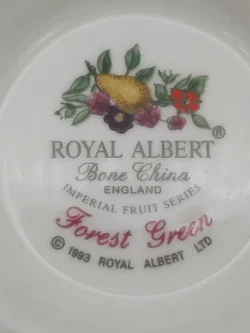 ROYAL ALBERT®
Bone China
ENGLAND
IMPERIAL FRUIT SERIES
Forest Green
© 1993 ROYAL ALBERT LTD